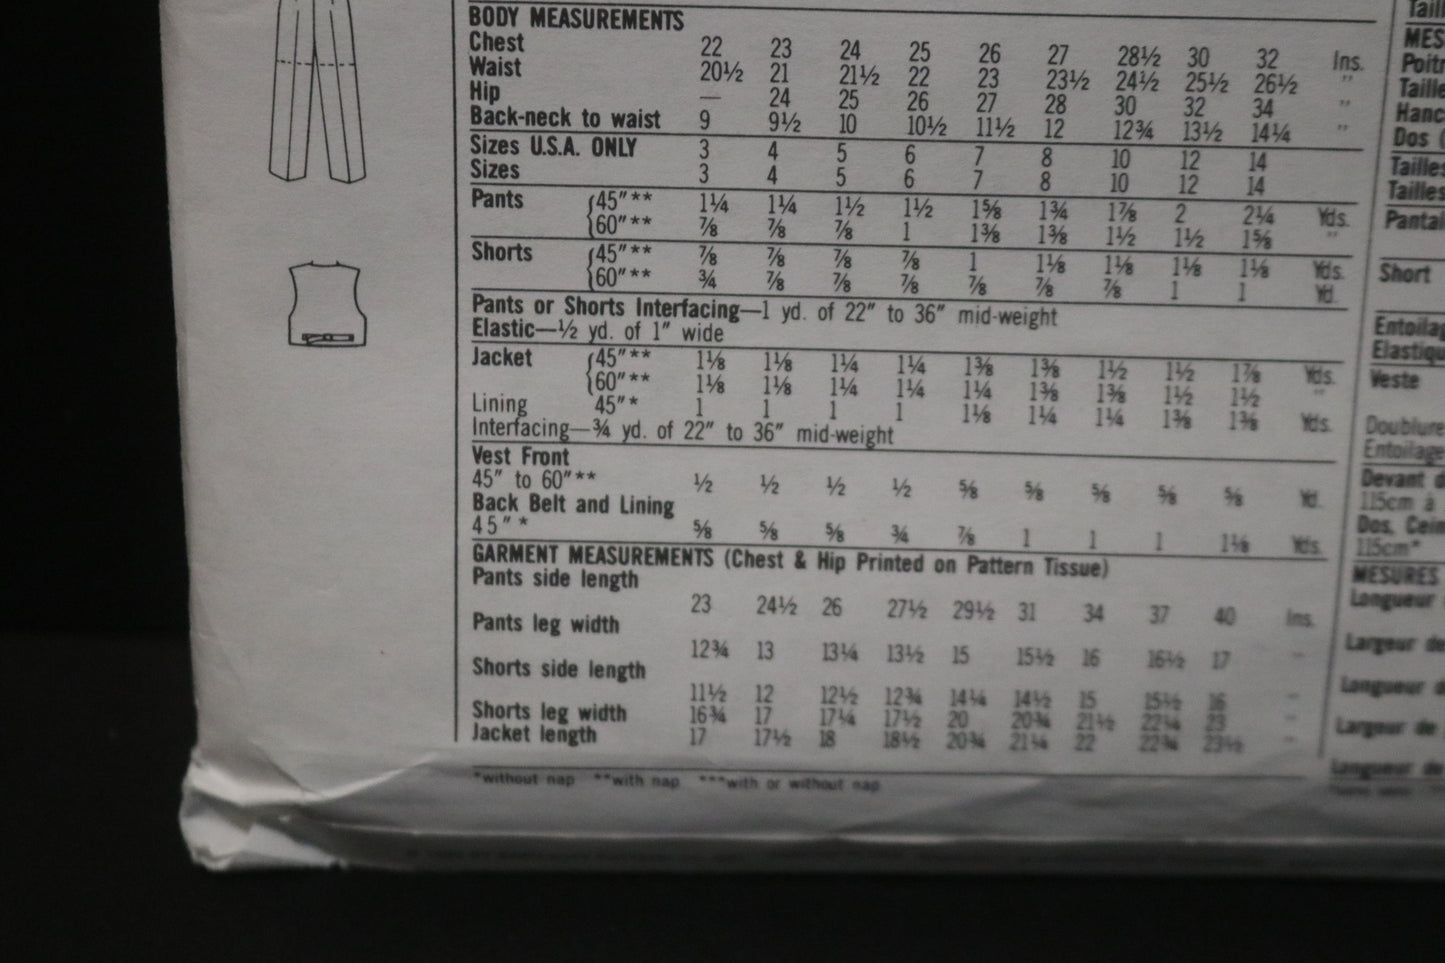 BODY MEASUREMENTS
Chest 22 23 24 25 26 27 28½ 30 32 Ins.
Waist 20½ 21 21½ 22 23 23½ 24½ 25½ 26½ "
Hip — 24 25 26 27 28 30 32 34 "
Back-neck to waist 9 9½ 10 10½ 11½ 12 12¾ 13½ 14¼ "
Sizes U.S.A. ONLY 3 4 5 6 7 8 10 12 14
Sizes 3 4 5 6 7 8 10 12 14
Pants 45"** 1¼ 1¼ 1½ 1½ 1⅝ 1¾ 1⅞ 2 2¼ Yds.
60"** ⅞ ⅞ ⅞ 1 1⅜ 1⅜ 1½ 1½ 1⅝ "
Shorts 45"** ⅞ ⅞ ⅞ ⅞ 1 1⅛ 1⅛ 1⅛ 1⅛ Yds.
60"** ¾ ⅞ ⅞ ⅞ ⅞ ⅞ ⅞ 1 1 Yd.
Pants or Shorts Interfacing—1 yd. of 22" to 36" mid-weight
Elastic—½ yd. of 1" wide
Jacket 45"** 1⅛ 1⅛ 1¼ 1¼ 1⅜ 1⅜ 1½ 1½ 1⅞ Yds.
60"** 1⅛ 1⅛ 1¼ 1¼ 1¼ 1⅜ 1⅜ 1½ 1½ "
Lining 45"* 1 1 1 1 1⅛ 1¼ 1¼ 1⅜ 1⅜ Yds.
Interfacing—¾ yd. of 22" to 36" mid-weight
Vest Front
45" to 60"** ½ ½ ½ ½ ⅝ ⅝ ⅝ ⅝ ⅝ Yd.
Back Belt and Lining
45"* ⅝ ⅝ ⅝ ¾ ⅞ 1 1 1 1⅛ Yds.
GARMENT MEASUREMENTS (Chest & Hip Printed on Pattern Tissue)
Pants side length
23 24½ 26 27½ 29½ 31 34 37 40 Ins.
Pants leg width
12¾ 13 13¼ 13½ 15 15½ 16 16½ 17 "
Shorts side length
11½ 12 12½ 12¾ 14¼ 14½ 15 15½ 16 "
Shorts leg width 16¾ 17 17¼ 17½ 20 20¾ 21½ 22¼ 23 "
Jacket length 17 17½ 18 18½ 20¾ 21¼ 22 22¾ 23½ "
*without nap **with nap ***with or without nap
Taill
MES
Poitr
Taille
Hanc
Dos (
Tailles
Tailles
Pantal
Short
Entoilag
Elastiqu
Veste
Doublure
Entoilage
Devant d
115cm à
Dos, Cein
115cm*
MESURES
Longueur
Largeur de
Longueur d
Largeur de
Longueur de